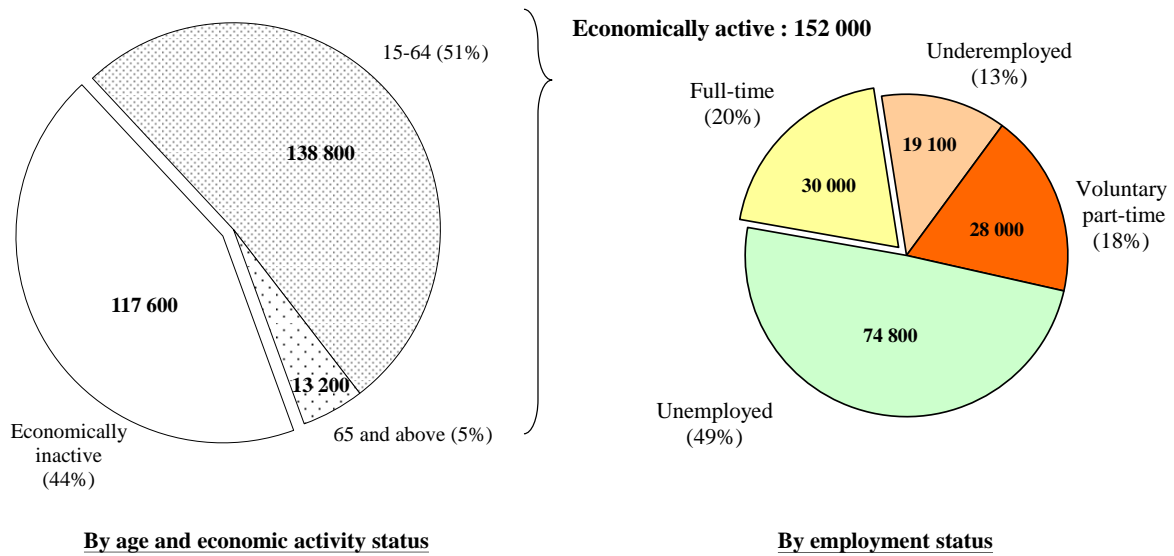 15-64 (51%)
138 800
117 600
13 200
Economically
inactive
(44%)
65 and above (5%)
By age and economic activity status
Economically active : 152 000
Underemployed
(13%)
Full-time
(20%)
19 100
30 000
Voluntary
part-time
(18%)
28 000
74 800
Unemployed
(49%)
By employment status